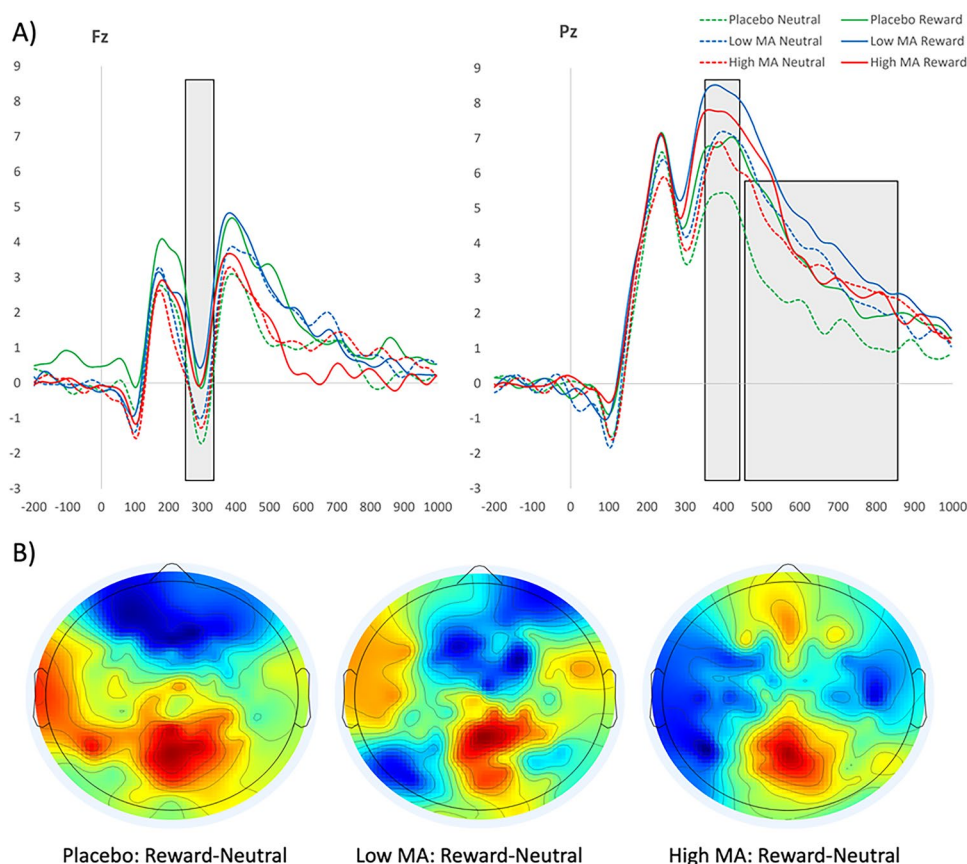 A)
Fz
Pz
Placebo Neutral
Placebo Reward
Low MA Neutral
Low MA Reward
High MA Neutral
High MA Reward
9
8
7
6
5
4
3
2
1
0
-1
-2
-3
-200 -100 0 100 200 300 400 500 600 700 800 900 1000
9
8
7
6
5
4
3
2
1
0
-1
-2
-3
-200 -100 0 100 200 300 400 500 600 700 800 900 1000
B)
Placebo: Reward-Neutral
Low MA: Reward-Neutral
High MA: Reward-Neutral